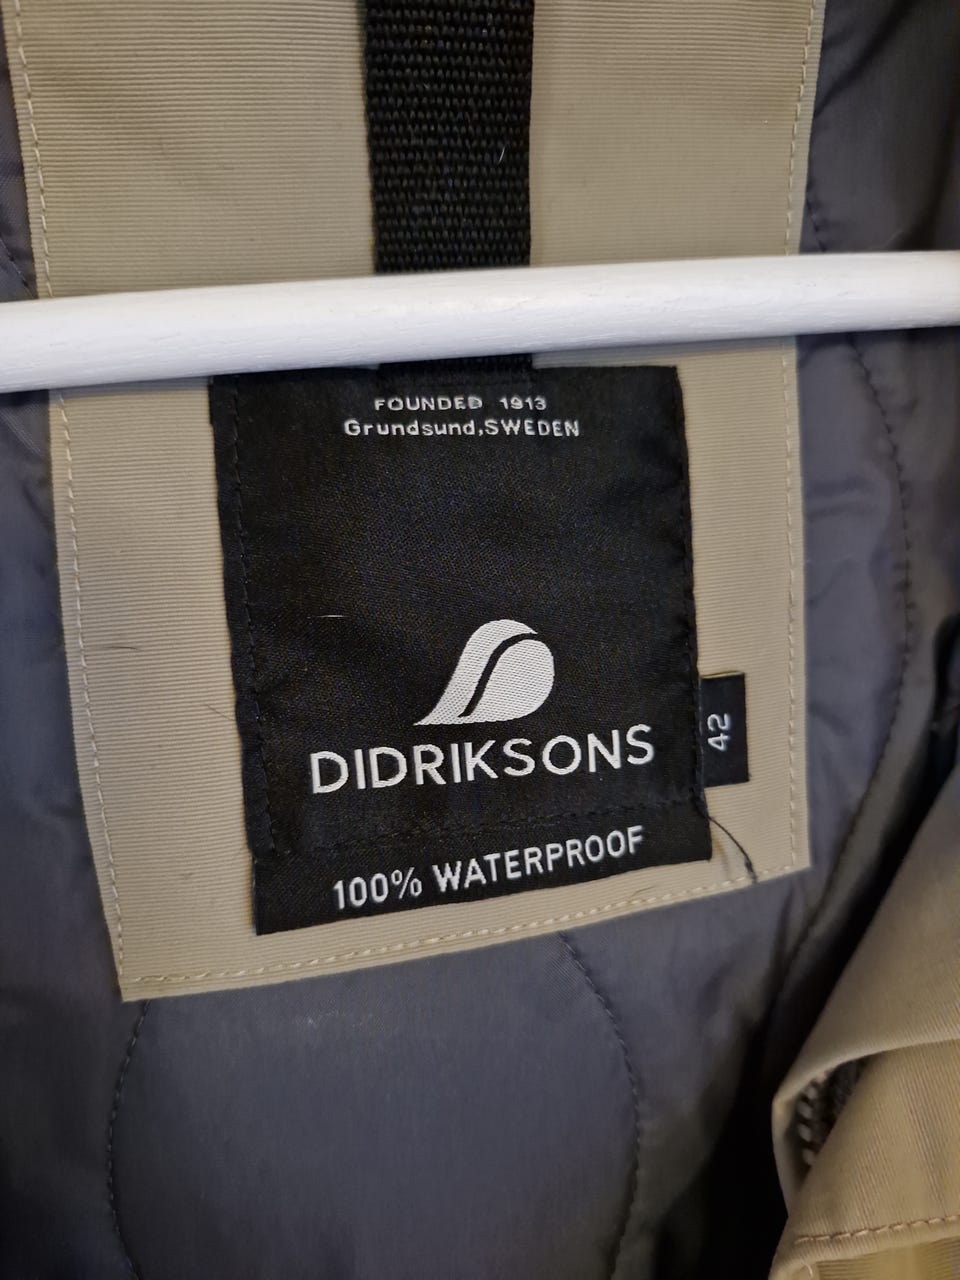 FOUNDED 1913
Grundsund,SWEDEN
DIDRIKSONS
42
100% WATERPROOF